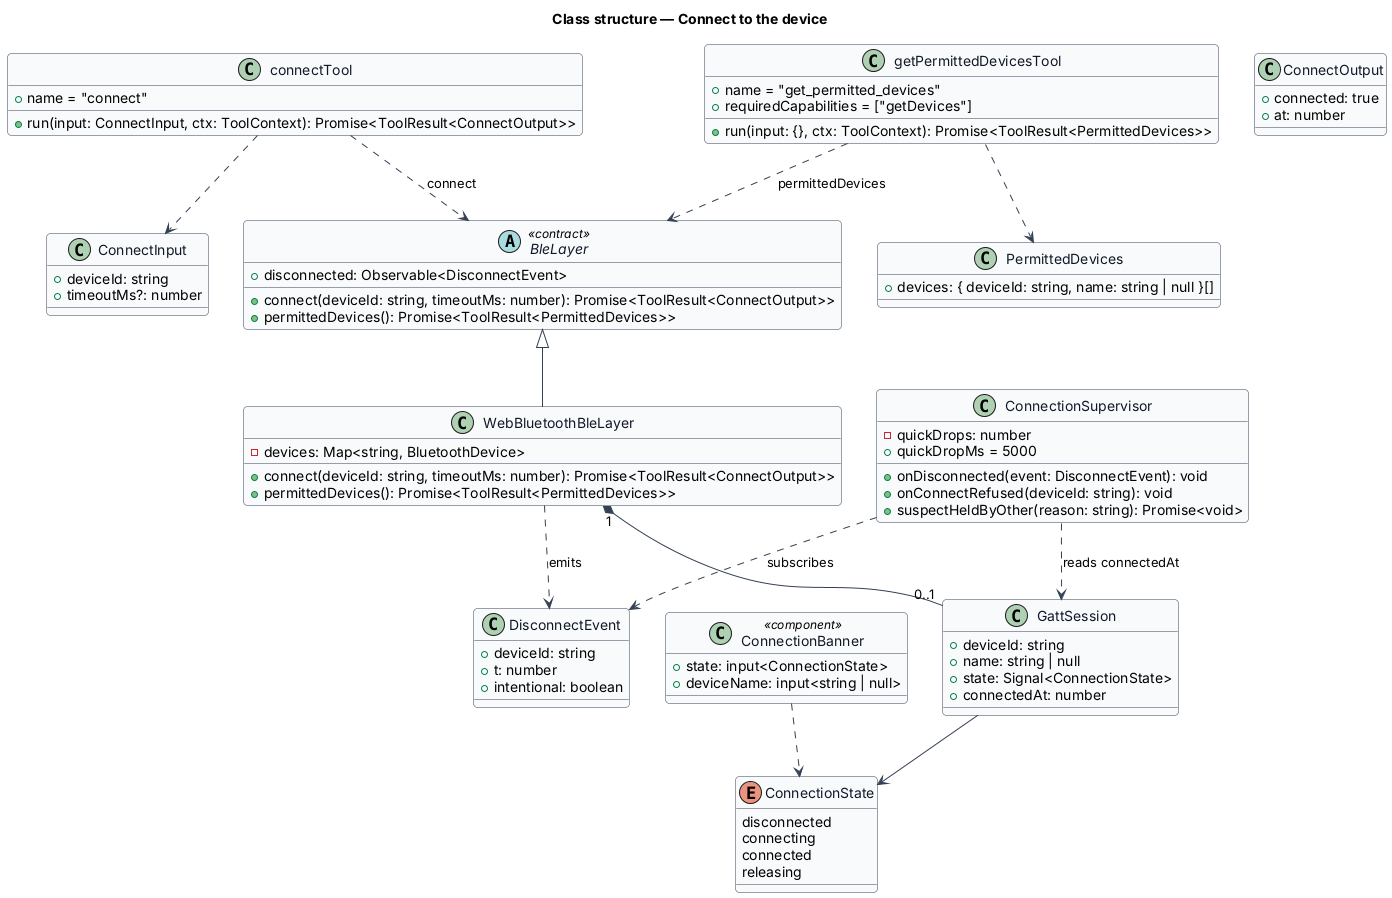 Class structure — Connect to the device
C connectTool
name = "connect"
run(input: ConnectInput, ctx: ToolContext): Promise<ToolResult<ConnectOutput>>
C getPermittedDevicesTool
name = "get_permitted_devices"
requiredCapabilities = ["getDevices"]
run(input: {}, ctx: ToolContext): Promise<ToolResult<PermittedDevices>>
C ConnectOutput
connected: true
at: number
connect
permittedDevices
C ConnectInput
deviceId: string
timeoutMs?: number
A «contract»
BleLayer
disconnected: Observable<DisconnectEvent>
connect(deviceId: string, timeoutMs: number): Promise<ToolResult<ConnectOutput>>
permittedDevices(): Promise<ToolResult<PermittedDevices>>
C PermittedDevices
devices: { deviceId: string, name: string | null }[]
C WebBluetoothBleLayer
devices: Map<string, BluetoothDevice>
connect(deviceId: string, timeoutMs: number): Promise<ToolResult<ConnectOutput>>
permittedDevices(): Promise<ToolResult<PermittedDevices>>
C ConnectionSupervisor
quickDrops: number
quickDropMs = 5000
onDisconnected(event: DisconnectEvent): void
onConnectRefused(deviceId: string): void
suspectHeldByOther(reason: string): Promise<void>
1
emits
subscribes
reads connectedAt
0..1
C DisconnectEvent
deviceId: string
t: number
intentional: boolean
C «component»
ConnectionBanner
state: input<ConnectionState>
deviceName: input<string | null>
C GattSession
deviceId: string
name: string | null
state: Signal<ConnectionState>
connectedAt: number
E ConnectionState
disconnected
connecting
connected
releasing